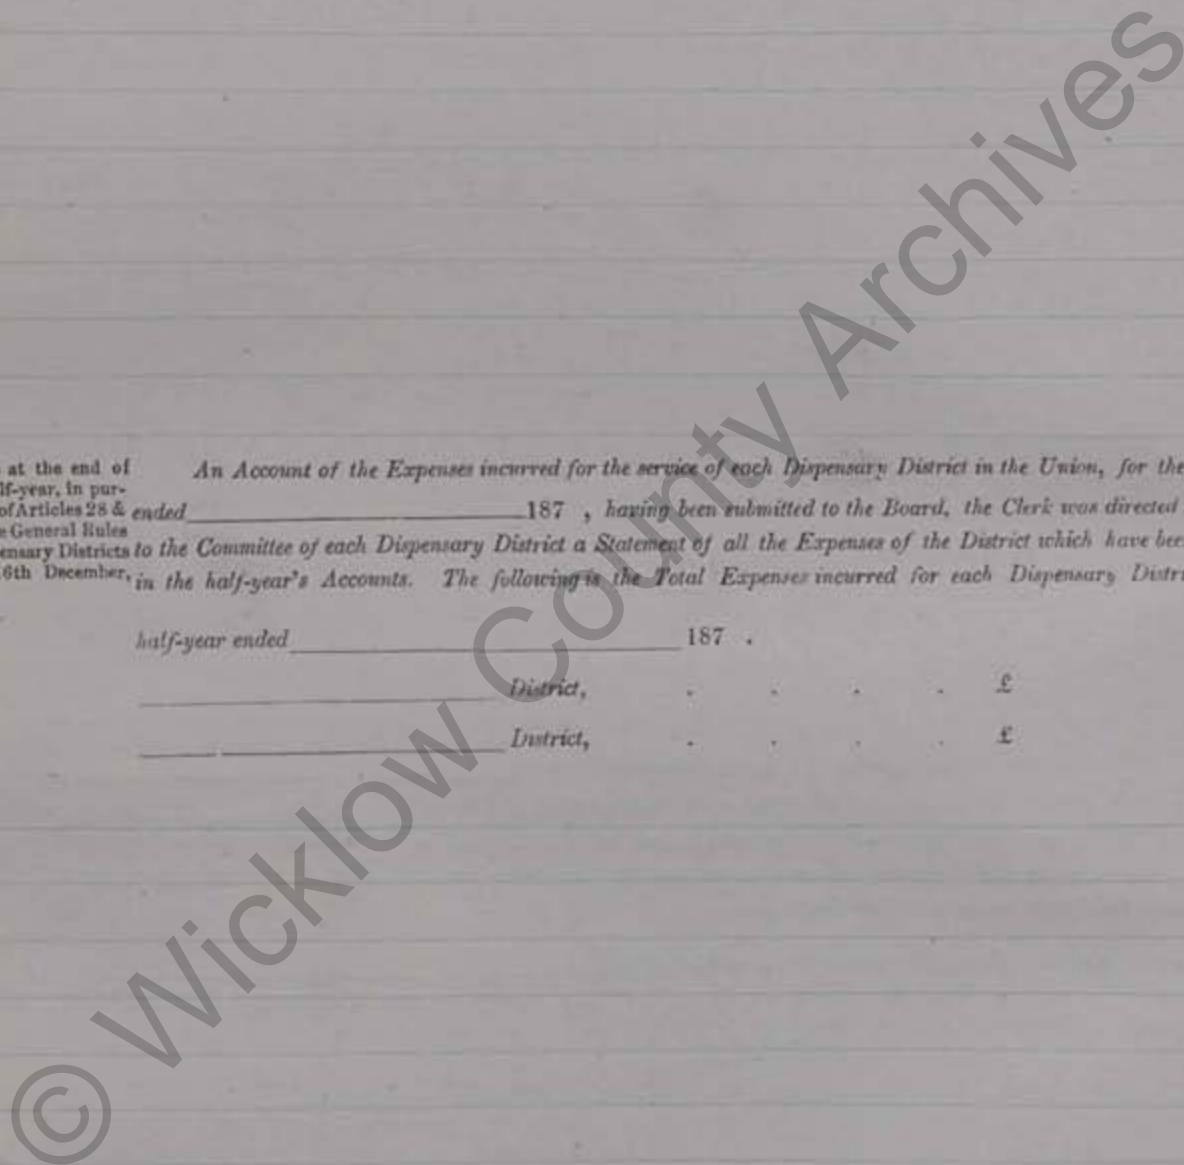 at the end of
lf-year, in pur-
of Articles 28 &
e General Rules
ensary Districts
6th December,
An Account of the Expenses incurred for the service of each Dispensary District in the Union, for the
ended 187 , having been submitted to the Board, the Clerk was directed
to the Committee of each Dispensary District a Statement of all the Expenses of the District which have bee
in the half-year's Accounts. The following is the Total Expenses incurred for each Dispensary Distri
half-year ended 187 .
District, . . . . £
District, . . . . £
© Wicklow County Archives